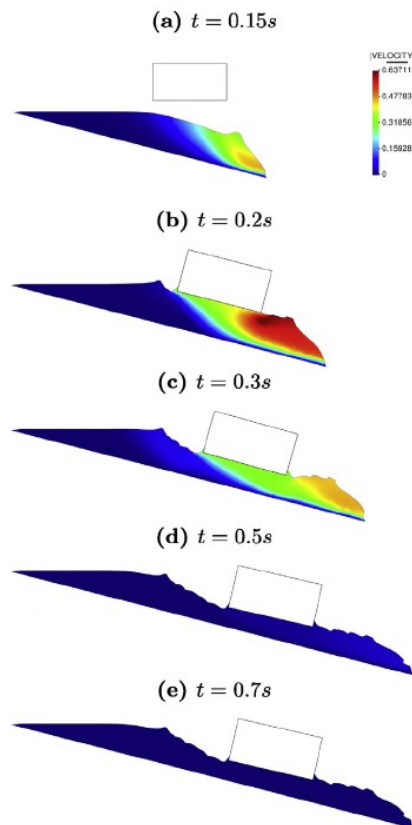 (a) t = 0.15s
VELOCITY
0.63711
0.47783
0.31856
0.15928
0
(b) t = 0.2s
(c) t = 0.3s
(d) t = 0.5s
(e) t = 0.7s